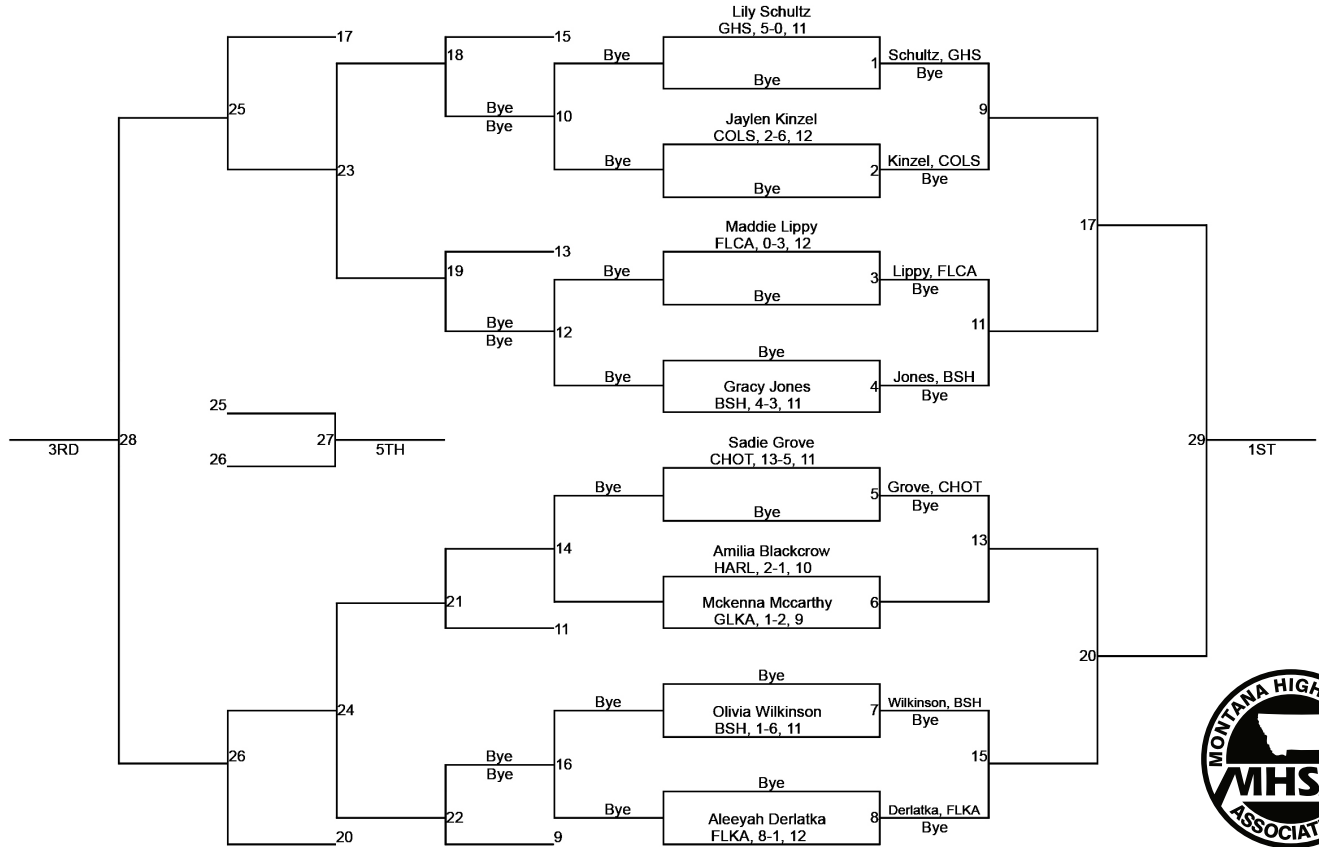 Lily Schultz
GHS, 5-0, 11
17
15
18
Bye
1
Schultz, GHS
Bye
Bye
25
Bye
Bye
10
9
Jaylen Kinzel
COLS, 2-6, 12
Bye
2
Kinzel, COLS
Bye
Bye
23
17
Maddie Lippy
FLCA, 0-3, 12
13
19
Bye
3
Lippy, FLCA
Bye
Bye
Bye
Bye
12
11
Bye
Bye
Gracy Jones
BSH, 4-3, 11
4
Jones, BSH
Bye
25
3RD
28
27
5TH
26
29
1ST
Sadie Grove
CHOT, 13-5, 11
Bye
5
Grove, CHOT
Bye
Bye
14
13
Amilia Blackcrow
HARL, 2-1, 10
21
Mckenna Mccarthy
GLKA, 1-2, 9
6
11
20
Bye
24
Bye
Olivia Wilkinson
BSH, 1-6, 11
7
Wilkinson, BSH
Bye
26
Bye
Bye
16
15
Bye
22
Bye
Aleeyah Derlatka
FLKA, 8-1, 12
8
Derlatka, FLKA
Bye
20
9
MONTANA HIGH
MHS
ASSOCIAT